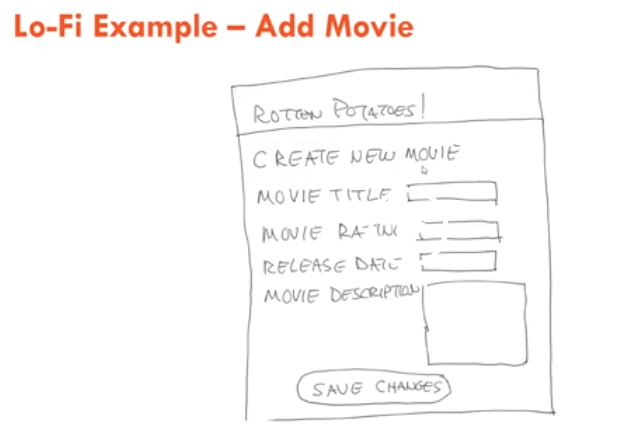 Lo-Fi Example – Add Movie
ROTTEN POTATOES!
CREATE NEW MOVIE
MOVIE TITLE
MOVIE RATING
RELEASE DATE
MOVIE DESCRIPTION
SAVE CHANGES